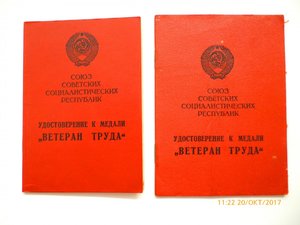 СОЮЗ
СОВЕТСКИХ
СОЦИАЛИСТИЧЕСКИХ
РЕСПУБЛИК
УДОСТОВЕРЕНИЕ К МЕДАЛИ
„ВЕТЕРАН ТРУДА“
СОЮЗ
СОВЕТСКИХ
СОЦИАЛИСТИЧЕСКИХ
РЕСПУБЛИК
УДОСТОВЕРЕНИЕ К МЕДАЛИ
„ВЕТЕРАН ТРУДА“
11:22 20/OKT/2017